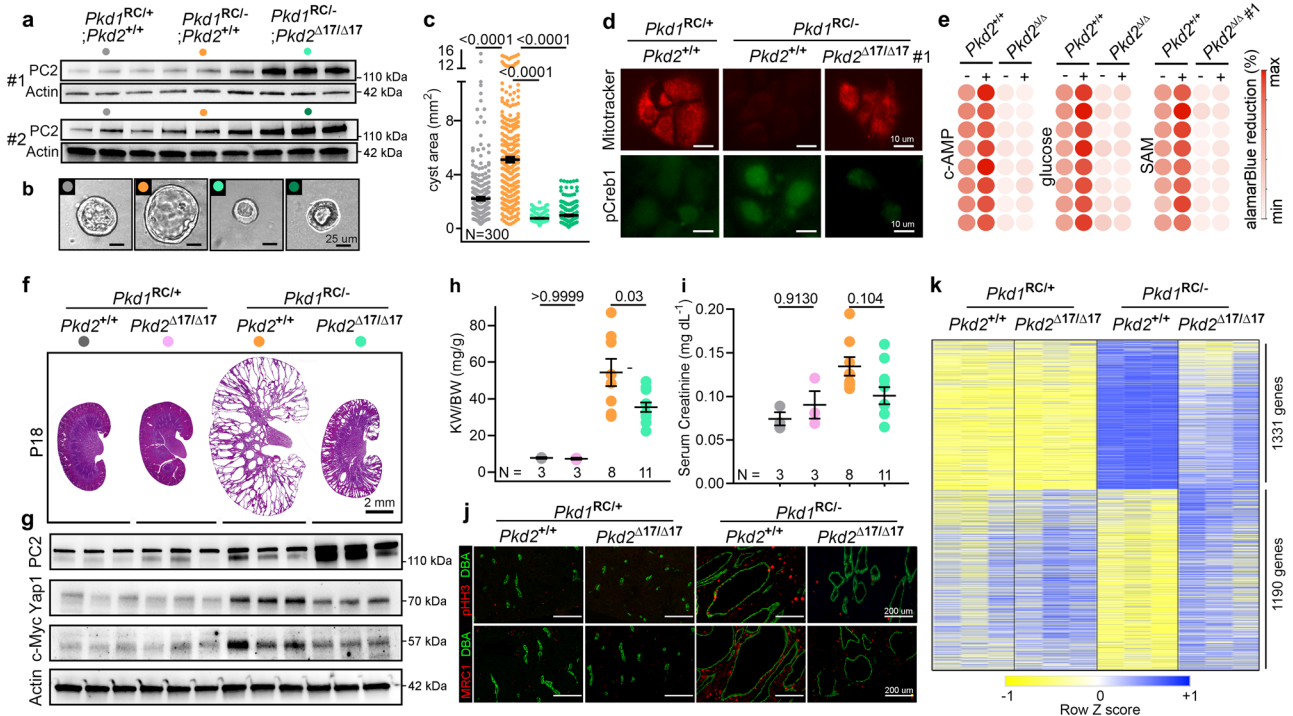 a
Pkd1RC/+ ;Pkd2+/+
Pkd1RC/- ;Pkd2+/+
Pkd1RC/- ;Pkd2Δ17/Δ17
#1
PC2
110 kDa
Actin
42 kDa
#2
PC2
110 kDa
Actin
42 kDa
b
25 um
c
<0.0001 <0.0001
<0.0001
cyst area (mm2)
16
12
8
4
0
N=300
d
Pkd1RC/+ Pkd1RC/-
Pkd2+/+ Pkd2+/+ Pkd2Δ17/Δ17 #1
Mitotracker
10 um
pCreb1
10 um
e
Pkd2+/+ Pkd2Δ/Δ Pkd2+/+ Pkd2Δ/Δ Pkd2+/+ Pkd2Δ/Δ #1
- + - + - + - + - + - +
c-AMP
glucose
SAM
alamarBlue reduction (%)
max
min
f
Pkd1RC/+ Pkd1RC/-
Pkd2+/+ Pkd2Δ17/Δ17 Pkd2+/+ Pkd2Δ17/Δ17
P18
2 mm
g
PC2
110 kDa
Yap1
70 kDa
c-Myc
57 kDa
Actin
42 kDa
h
>0.9999 0.03
KW/BW (mg/g)
80
60
40
20
0
N = 3 3 8 11
i
0.9130 0.104
Serum Creatinine (mg dL-1)
0.20
0.15
0.10
0.05
0.00
N = 3 3 8 11
j
Pkd1RC/+ Pkd1RC/-
Pkd2+/+ Pkd2Δ17/Δ17 Pkd2+/+ Pkd2Δ17/Δ17
pHH3 DBA
200 um
MRC1 DBA
200 um
k
Pkd1RC/+ Pkd1RC/-
Pkd2+/+ Pkd2Δ17/Δ17 Pkd2+/+ Pkd2Δ17/Δ17
1331 genes
1190 genes
-1 0 +1
Row Z score